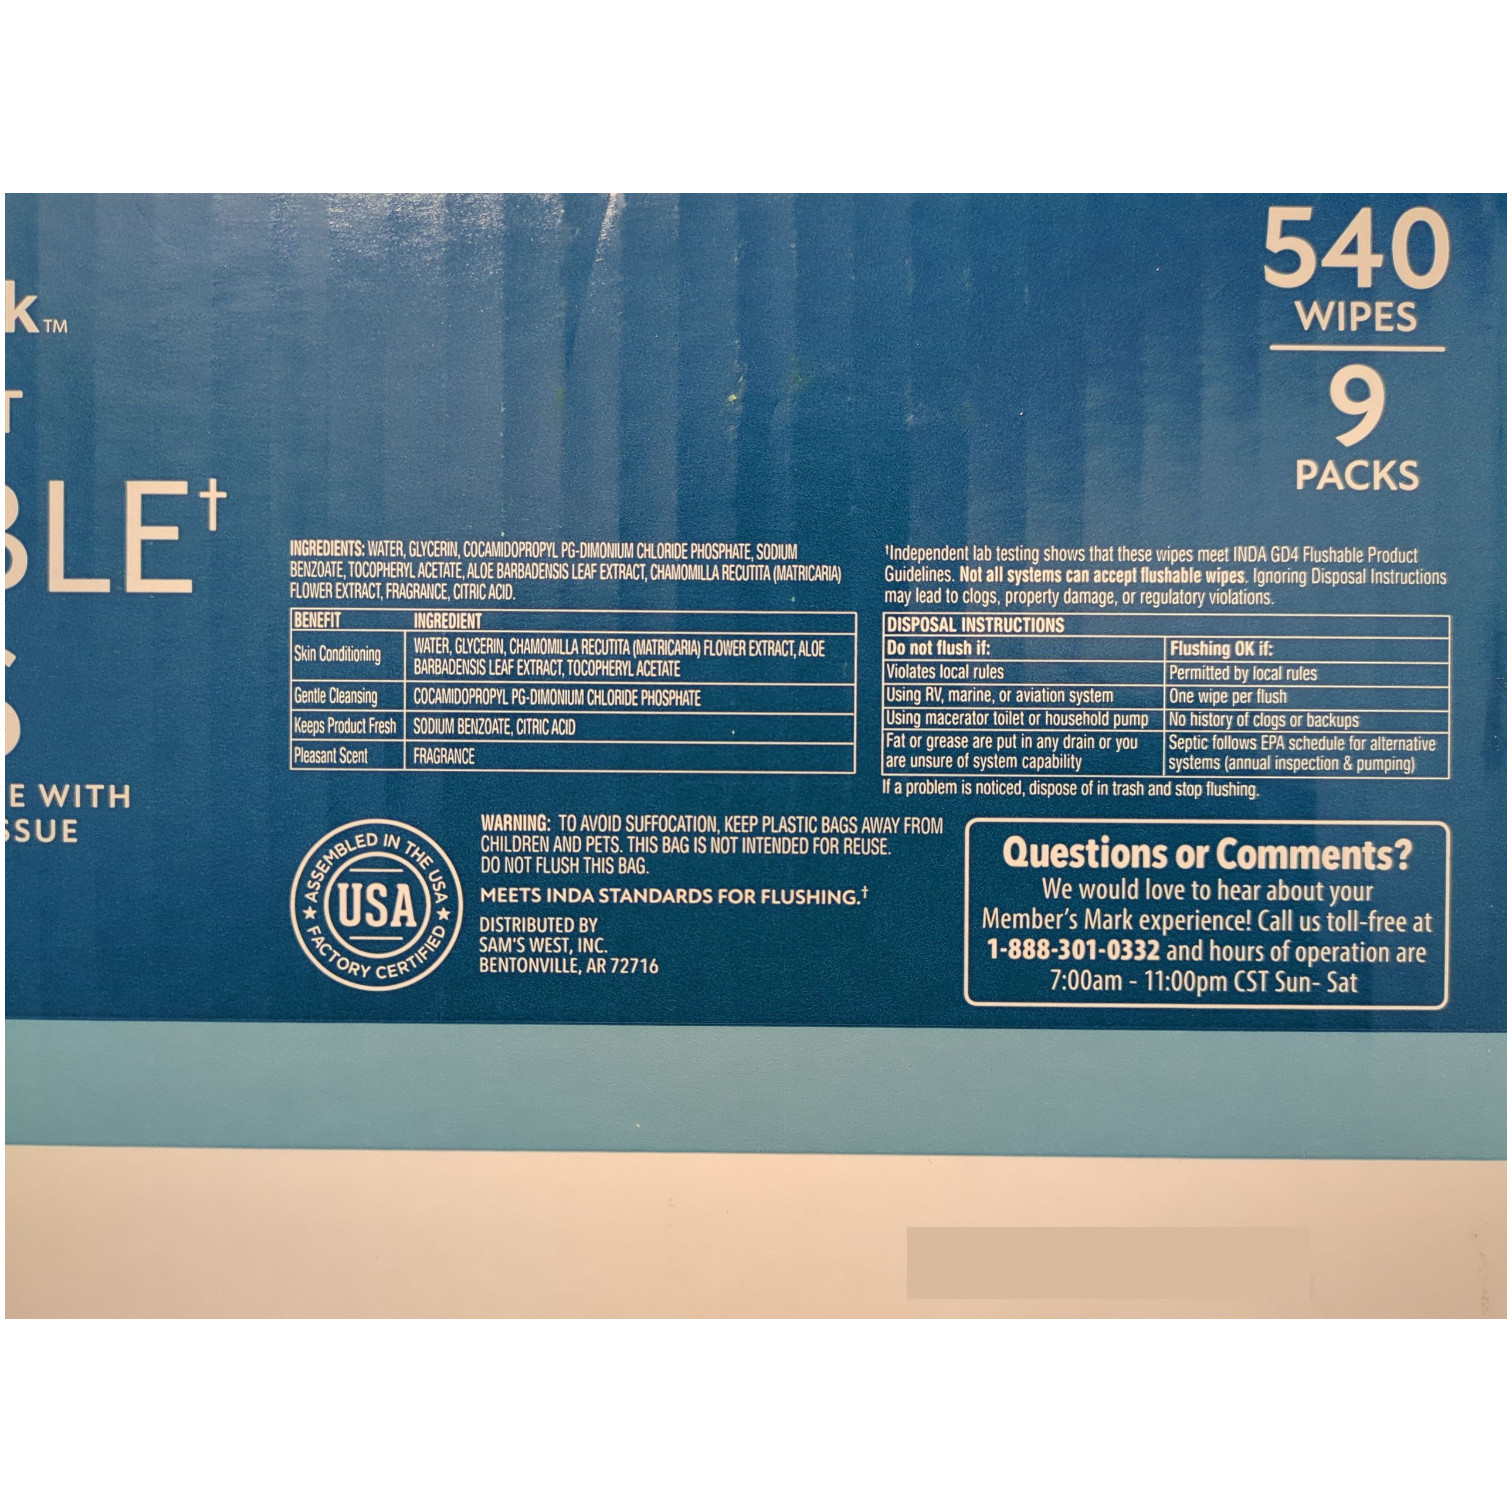 K™
T
BLE†
S
E WITH
SSUE
540
WIPES
9
PACKS
INGREDIENTS: WATER, GLYCERIN, COCAMIDOPROPYL PG-DIMONIUM CHLORIDE PHOSPHATE, SODIUM
BENZOATE, TOCOPHERYL ACETATE, ALOE BARBADENSIS LEAF EXTRACT, CHAMOMILLA RECUTITA (MATRICARIA)
FLOWER EXTRACT, FRAGRANCE, CITRIC ACID.
BENEFIT INGREDIENT
Skin Conditioning WATER, GLYCERIN, CHAMOMILLA RECUTITA (MATRICARIA) FLOWER EXTRACT, ALOE
BARBADENSIS LEAF EXTRACT, TOCOPHERYL ACETATE
Gentle Cleansing COCAMIDOPROPYL PG-DIMONIUM CHLORIDE PHOSPHATE
Keeps Product Fresh SODIUM BENZOATE, CITRIC ACID
Pleasant Scent FRAGRANCE
†Independent lab testing shows that these wipes meet INDA GD4 Flushable Product
Guidelines. Not all systems can accept flushable wipes. Ignoring Disposal Instructions
may lead to clogs, property damage, or regulatory violations.
DISPOSAL INSTRUCTIONS
Do not flush if: Flushing OK if:
Violates local rules Permitted by local rules
Using RV, marine, or aviation system One wipe per flush
Using macerator toilet or household pump No history of clogs or backups
Fat or grease are put in any drain or you Septic follows EPA schedule for alternative
are unsure of system capability systems (annual inspection & pumping)
If a problem is noticed, dispose of in trash and stop flushing.
ASSEMBLED IN THE USA
USA
FACTORY CERTIFIED
WARNING: TO AVOID SUFFOCATION, KEEP PLASTIC BAGS AWAY FROM
CHILDREN AND PETS. THIS BAG IS NOT INTENDED FOR REUSE.
DO NOT FLUSH THIS BAG.
MEETS INDA STANDARDS FOR FLUSHING.†
DISTRIBUTED BY
SAM'S WEST, INC.
BENTONVILLE, AR 72716
Questions or Comments?
We would love to hear about your
Member's Mark experience! Call us toll-free at
1-888-301-0332 and hours of operation are
7:00am - 11:00pm CST Sun- Sat